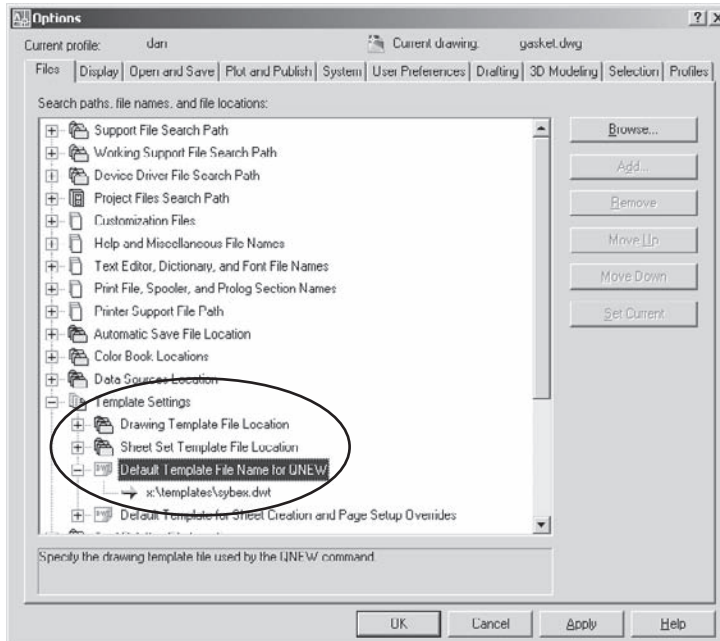 Options
Current profile: dan Current drawing: gasket.dwg
Files Display Open and Save Plot and Publish System User Preferences Drafting 3D Modeling Selection Profiles
Search paths, file names, and file locations:
Support File Search Path
Working Support File Search Path
Device Driver File Search Path
Project Files Search Path
Customization Files
Help and Miscellaneous File Names
Text Editor, Dictionary, and Font File Names
Print File, Spooler, and Prolog Section Names
Printer Support File Path
Automatic Save File Location
Color Book Locations
Data Sources Location
Template Settings
Drawing Template File Location
Sheet Set Template File Location
Default Template File Name for QNEW
x:\templates\sybex.dwt
Default Template for Sheet Creation and Page Setup Overrides
Browse...
Add...
Remove
Move Up
Move Down
Set Current
Specify the drawing template file used by the QNEW command.
OK Cancel Apply Help